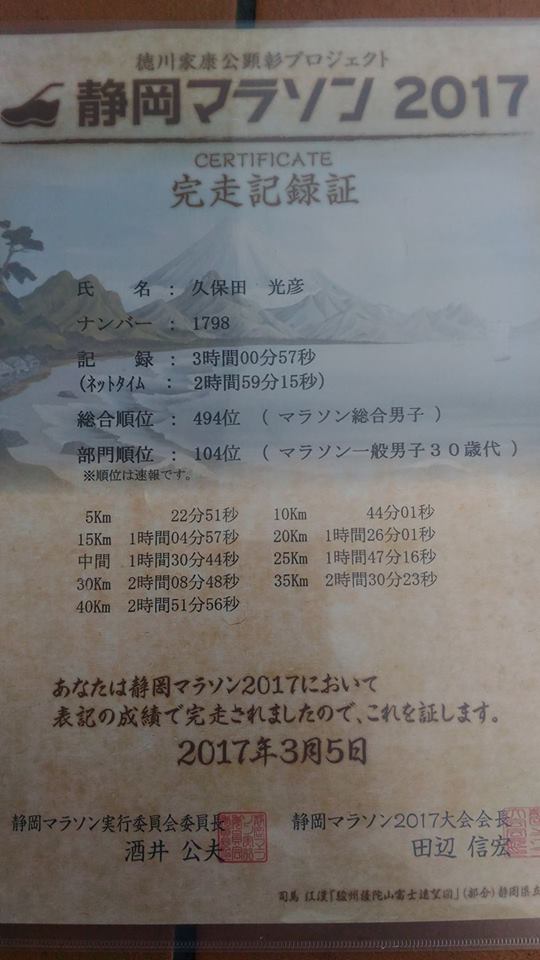 徳川家康公顕彰プロジェクト
静岡マラソン 2017
CERTIFICATE
完走記録証
氏 名 : 久保田 光彦
ナンバー : 1798
記 録 : 3時間00分57秒
(ネットタイム : 2時間59分15秒)
総合順位 : 494位 ( マラソン総合男子 )
部門順位 : 104位 ( マラソン一般男子30歳代 )
※順位は速報です。
5Km 22分51秒 10Km 44分01秒
15Km 1時間04分57秒 20Km 1時間26分01秒
中間 1時間30分44秒 25Km 1時間47分16秒
30Km 2時間08分48秒 35Km 2時間30分23秒
40Km 2時間51分56秒
あなたは静岡マラソン2017において
表記の成績で完走されましたので、これを証します。
2017年3月5日
静岡マラソン実行委員会委員長 静岡マラソン2017大会会長
酒井 公夫 田辺 信宏
司馬 江漢「駿州薩陀山富士遠望図」(部分)静岡県立